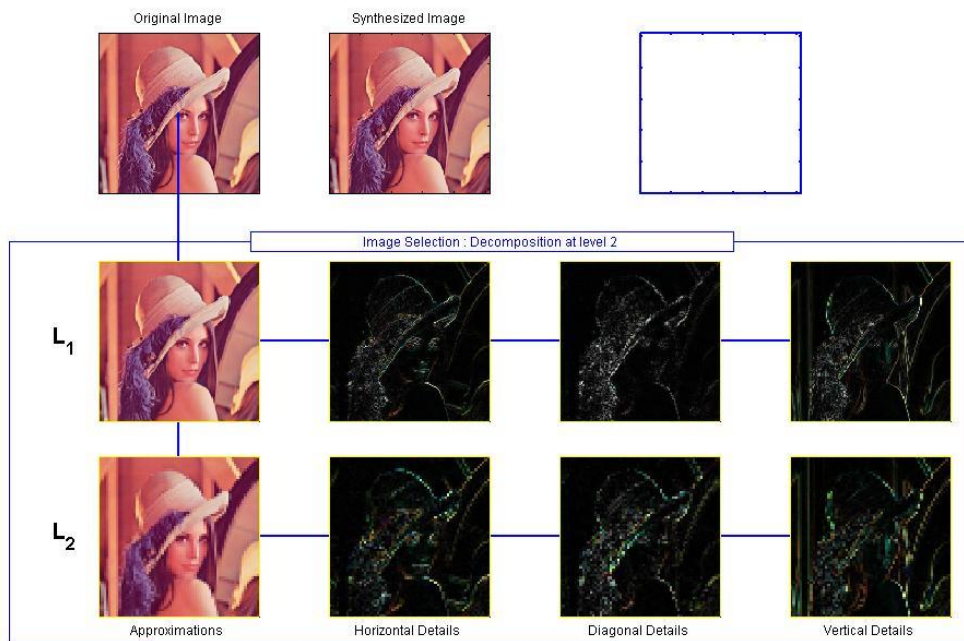 Original Image
Synthesized Image
Image Selection : Decomposition at level 2
L1
L2
Approximations
Horizontal Details
Diagonal Details
Vertical Details